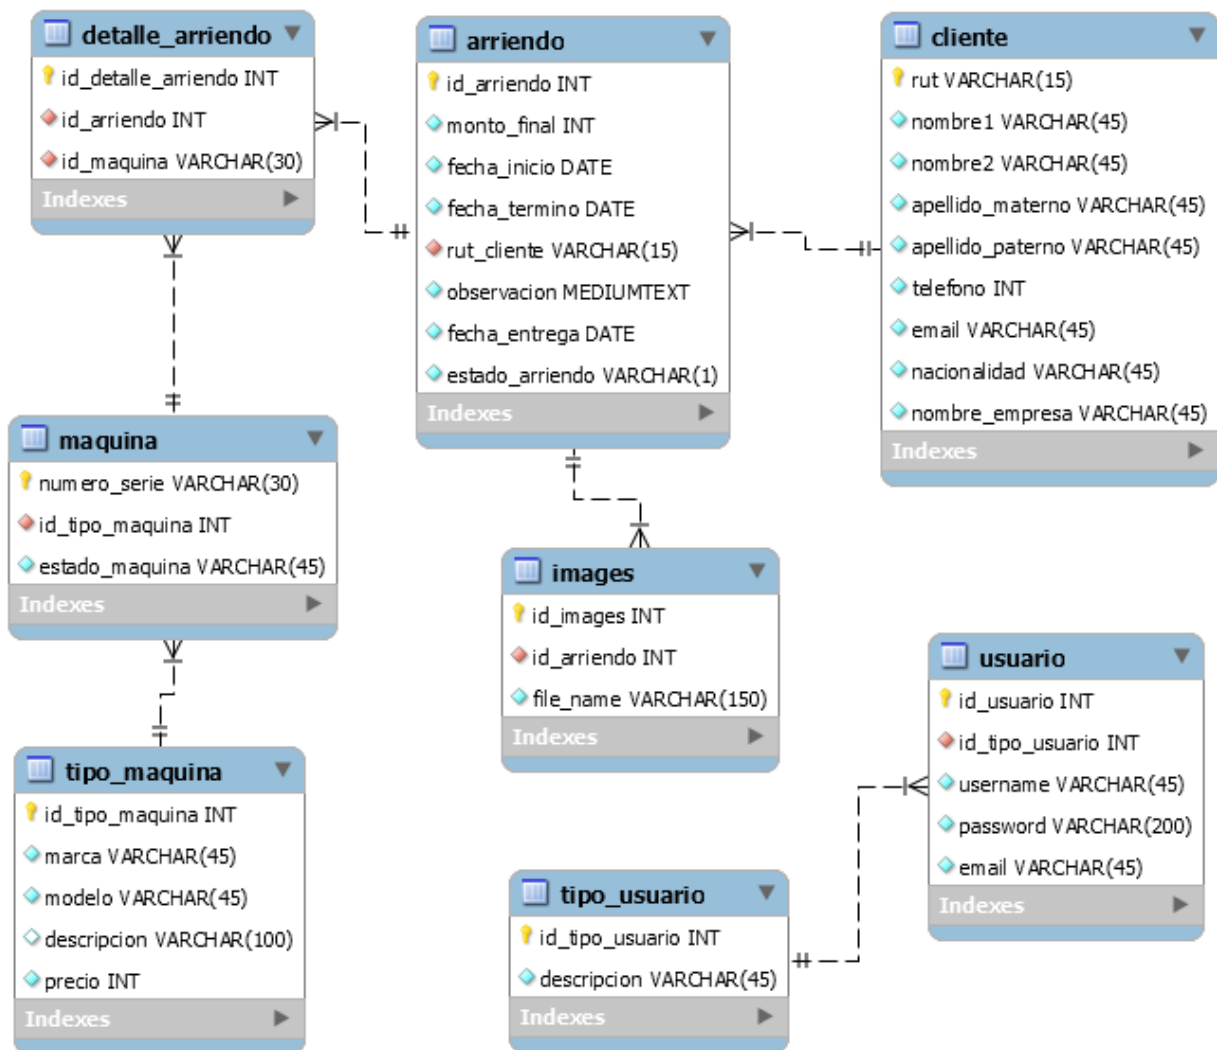 detalle_arriendo
id_detalle_arriendo INT
id_arriendo INT
id_maquina VARCHAR(30)
Indexes
arriendo
id_arriendo INT
monto_final INT
fecha_inicio DATE
fecha_termino DATE
rut_cliente VARCHAR(15)
observacion MEDIUMTEXT
fecha_entrega DATE
estado_arriendo VARCHAR(1)
Indexes
cliente
rut VARCHAR(15)
nombre1 VARCHAR(45)
nombre2 VARCHAR(45)
apellido_materno VARCHAR(45)
apellido_paterno VARCHAR(45)
telefono INT
email VARCHAR(45)
nacionalidad VARCHAR(45)
nombre_empresa VARCHAR(45)
Indexes
maquina
numero_serie VARCHAR(30)
id_tipo_maquina INT
estado_maquina VARCHAR(45)
Indexes
images
id_images INT
id_arriendo INT
file_name VARCHAR(150)
Indexes
usuario
id_usuario INT
id_tipo_usuario INT
username VARCHAR(45)
password VARCHAR(200)
email VARCHAR(45)
Indexes
tipo_maquina
id_tipo_maquina INT
marca VARCHAR(45)
modelo VARCHAR(45)
descripcion VARCHAR(100)
precio INT
Indexes
tipo_usuario
id_tipo_usuario INT
descripcion VARCHAR(45)
Indexes